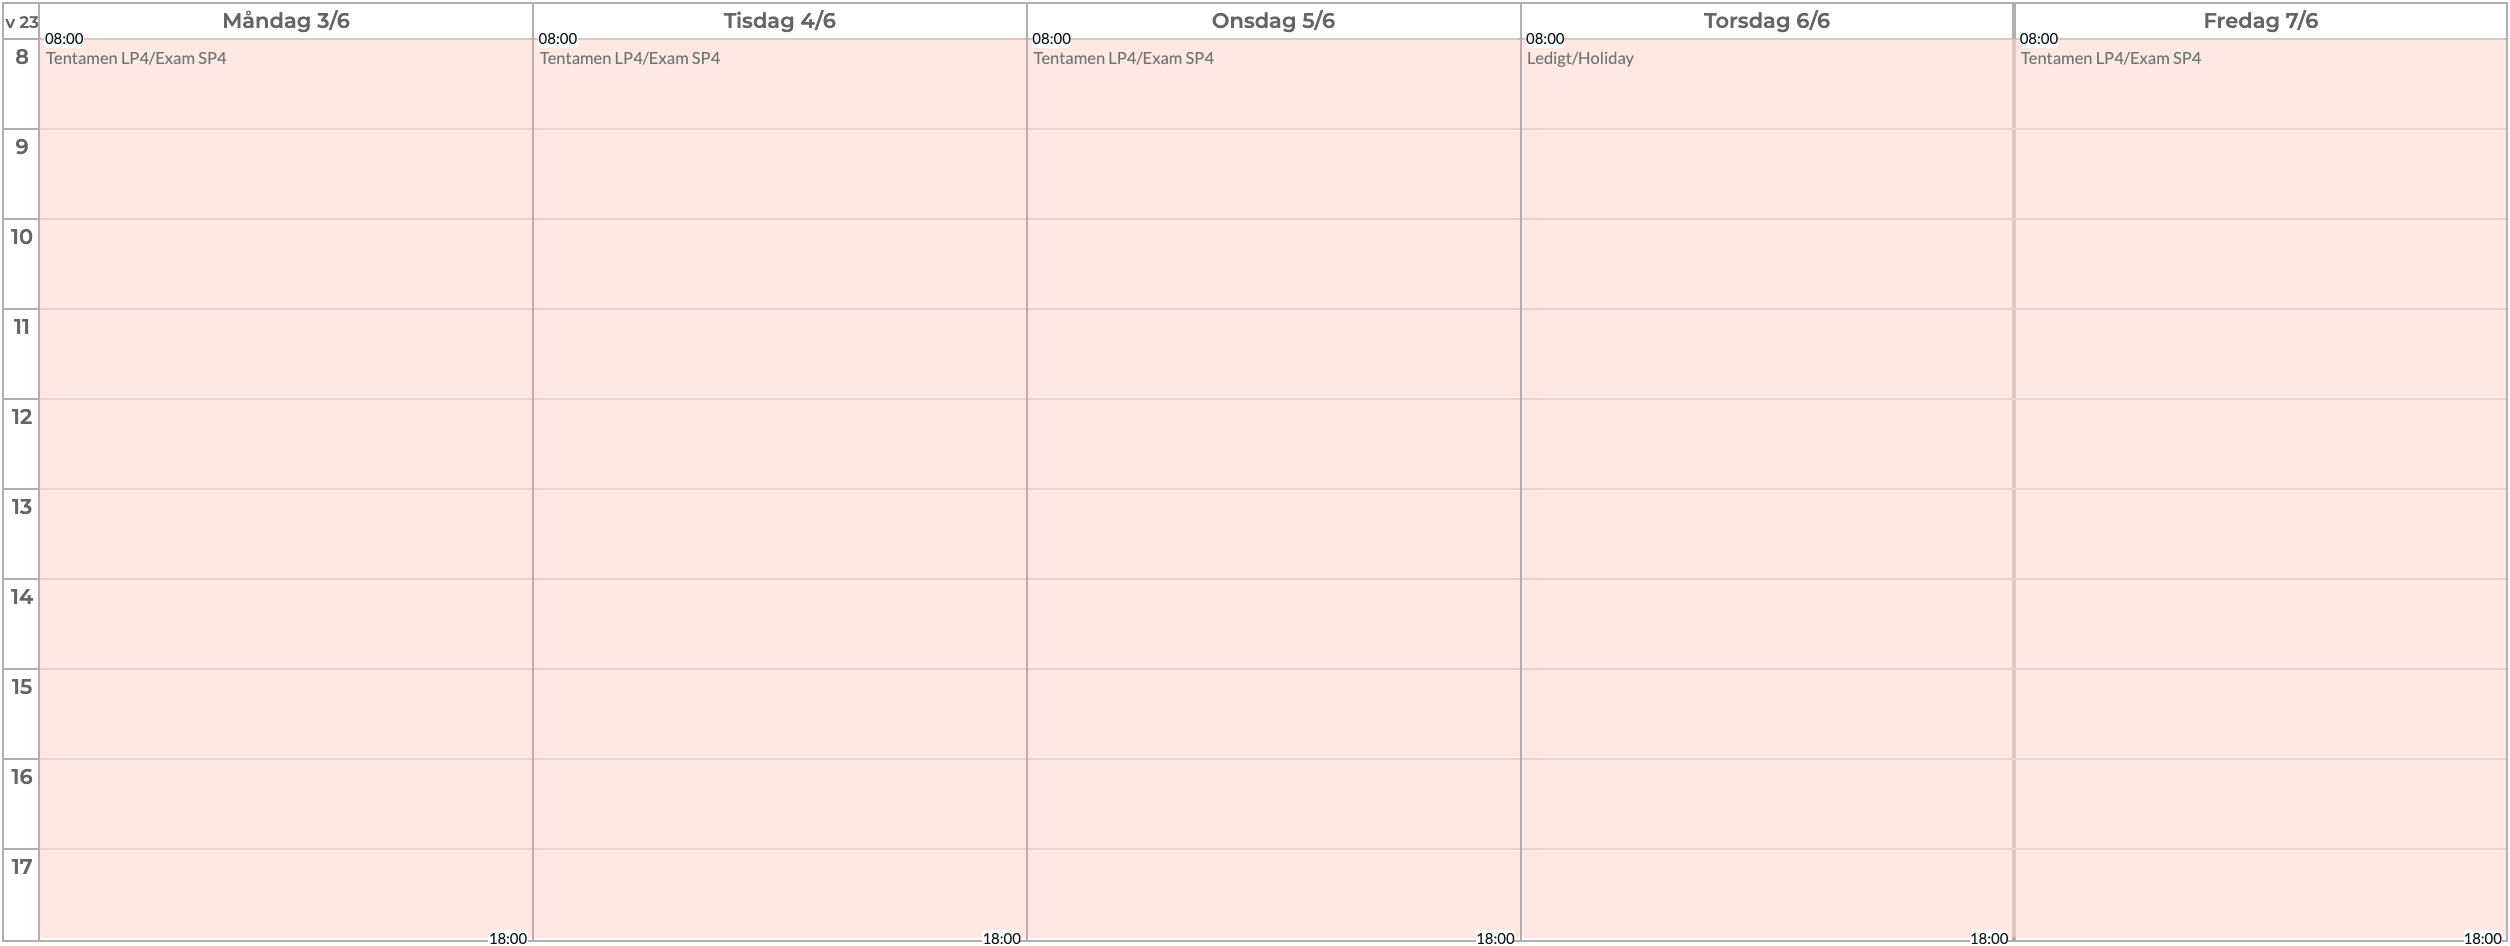 v 23
Måndag 3/6
Tisdag 4/6
Onsdag 5/6
Torsdag 6/6
Fredag 7/6
08:00
08:00
08:00
08:00
08:00
8
Tentamen LP4/Exam SP4
Tentamen LP4/Exam SP4
Tentamen LP4/Exam SP4
Ledigt/Holiday
Tentamen LP4/Exam SP4
9
10
11
12
13
14
15
16
17
18:00
18:00
18:00
18:00
18:00